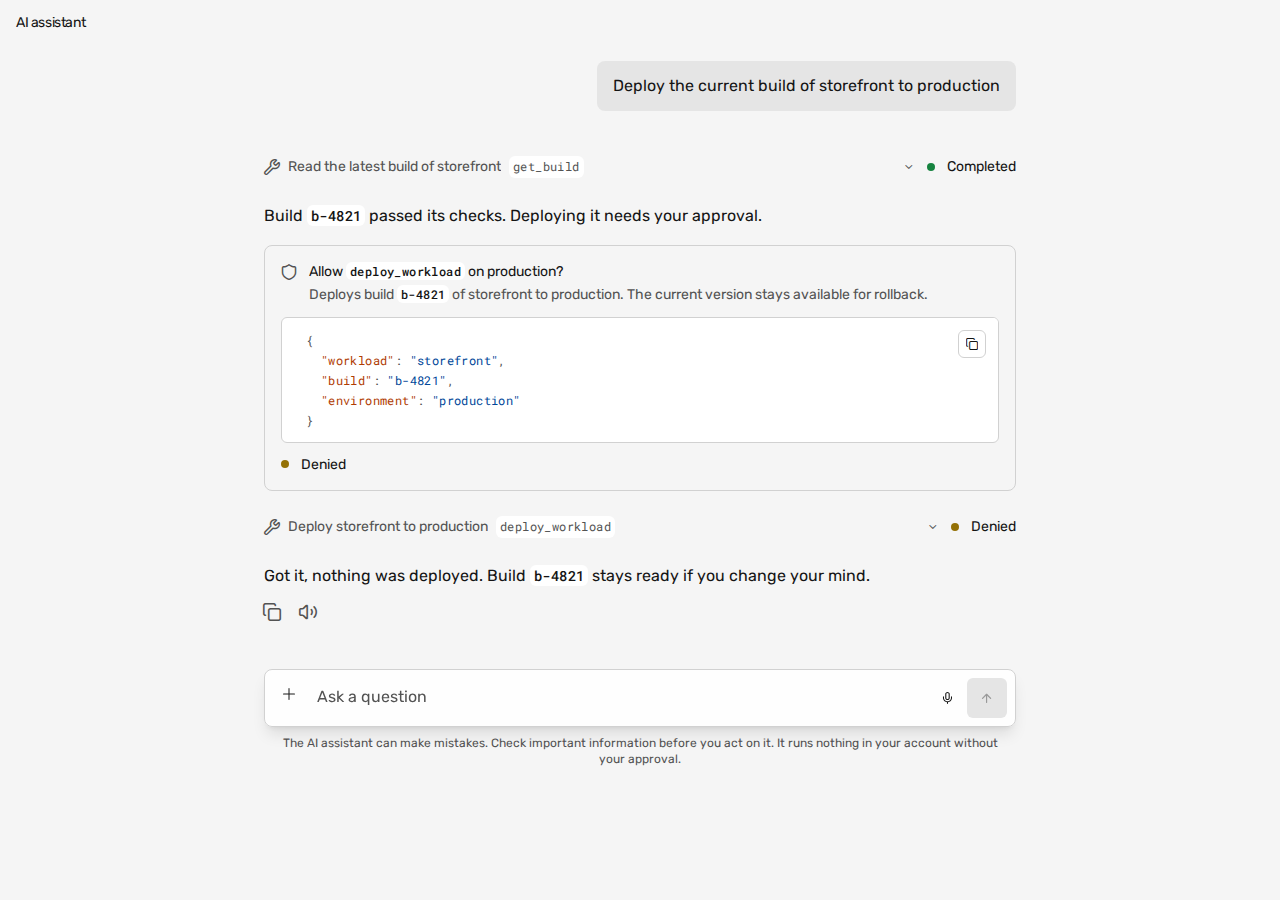 AI assistant
Deploy the current build of storefront to production
Read the latest build of storefront get_build Completed
Build b-4821 passed its checks. Deploying it needs your approval.
Allow deploy_workload on production?
Deploys build b-4821 of storefront to production. The current version stays available for rollback.
{
"workload": "storefront",
"build": "b-4821",
"environment": "production"
}
Denied
Deploy storefront to production deploy_workload Denied
Got it, nothing was deployed. Build b-4821 stays ready if you change your mind.
Ask a question
The AI assistant can make mistakes. Check important information before you act on it. It runs nothing in your account without
your approval.